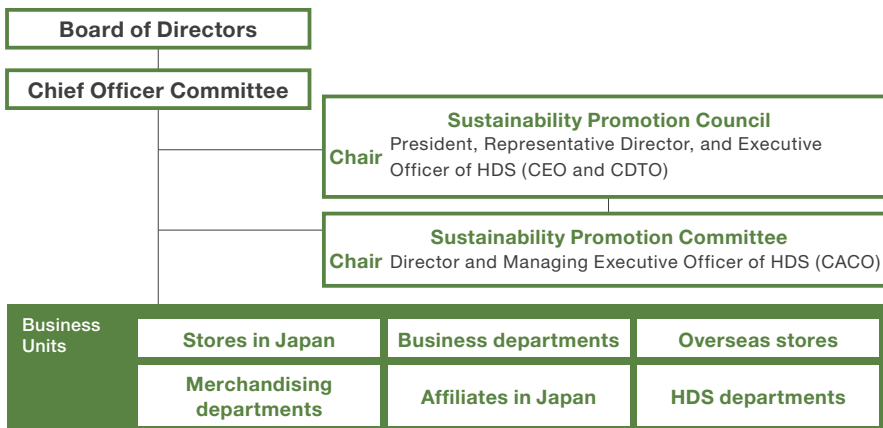 Board of Directors
Chief Officer Committee
Sustainability Promotion Council
Chair President, Representative Director, and Executive
Officer of HDS (CEO and CDTO)
Sustainability Promotion Committee
Chair Director and Managing Executive Officer of HDS (CACO)
Business
Units
Stores in Japan
Business departments
Overseas stores
Merchandising
departments
Affiliates in Japan
HDS departments